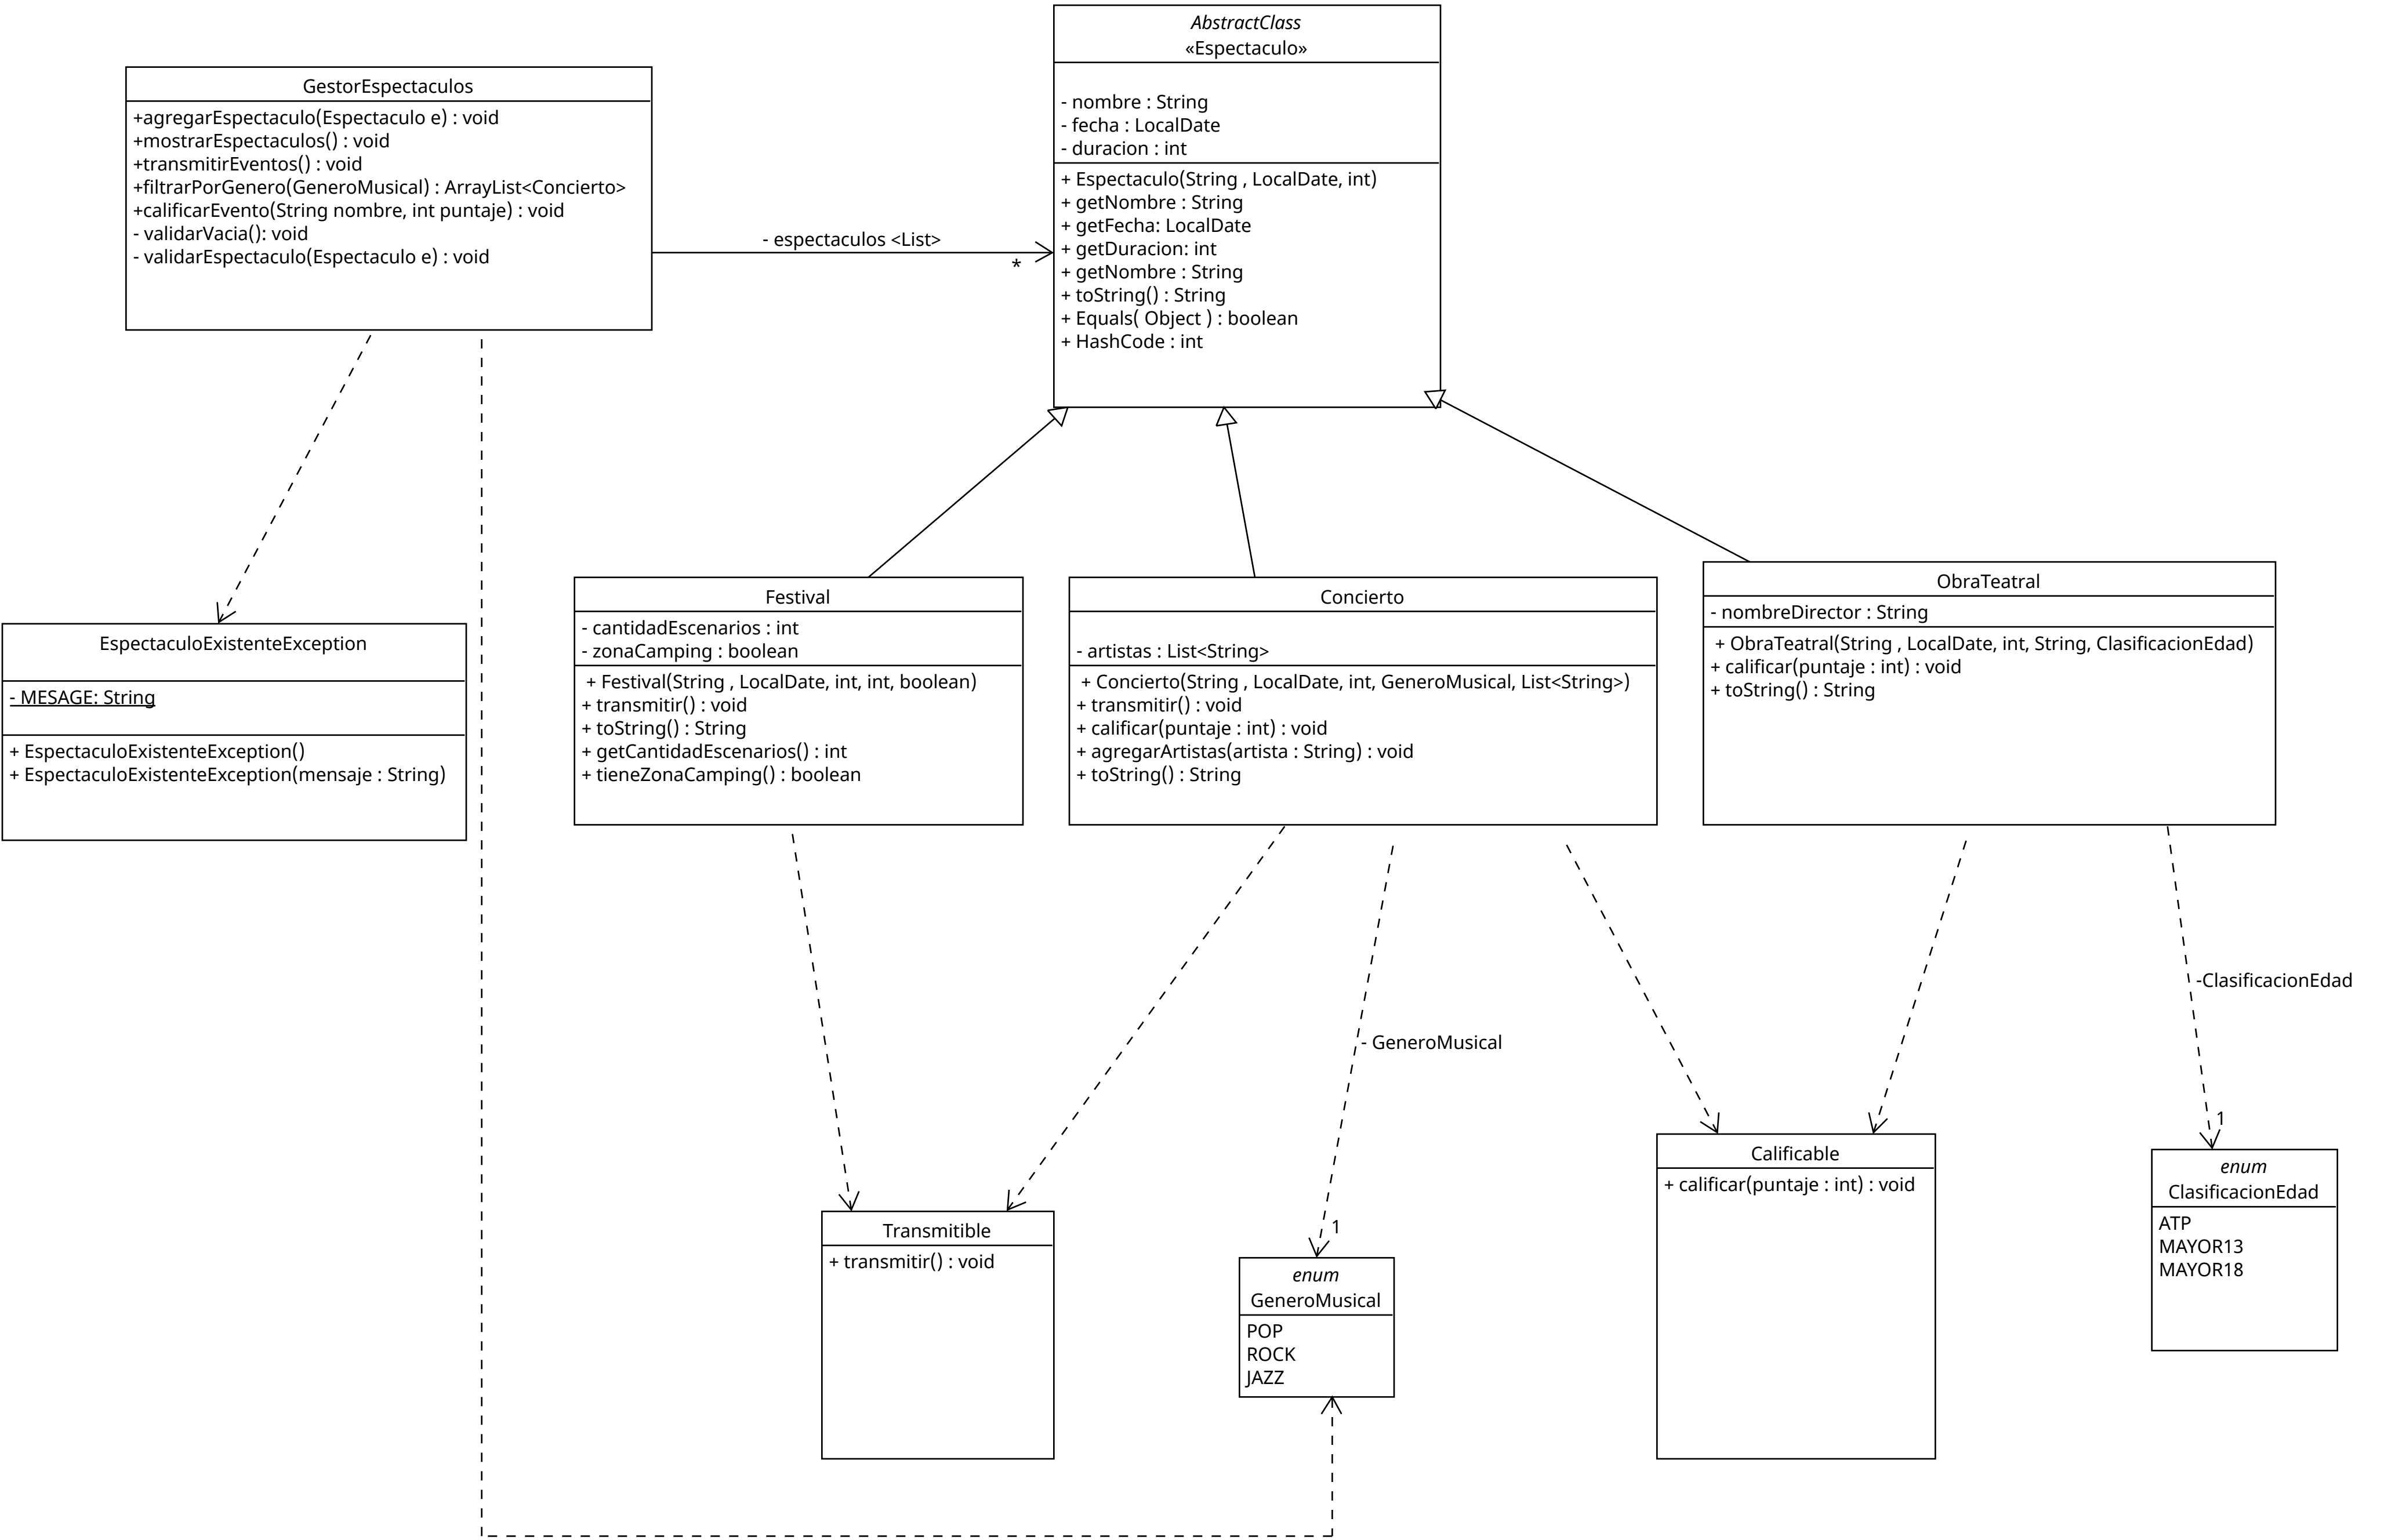 AbstractClass
«Espectaculo»
- nombre : String
- fecha : LocalDate
- duracion : int
+ Espectaculo(String , LocalDate, int)
+ getNombre : String
+ getFecha: LocalDate
+ getDuracion: int
+ getNombre : String
+ toString() : String
+ Equals( Object ) : boolean
+ HashCode : int
GestorEspectaculos
+agregarEspectaculo(Espectaculo e) : void
+mostrarEspectaculos() : void
+transmitirEventos() : void
+filtrarPorGenero(GeneroMusical) : ArrayList<Concierto>
+calificarEvento(String nombre, int puntaje) : void
- validarVacia(): void
- validarEspectaculo(Espectaculo e) : void
- espectaculos <List>
*
EspectaculoExistenteException
- MESAGE: String
+ EspectaculoExistenteException()
+ EspectaculoExistenteException(mensaje : String)
Festival
- cantidadEscenarios : int
- zonaCamping : boolean
+ Festival(String , LocalDate, int, int, boolean)
+ transmitir() : void
+ toString() : String
+ getCantidadEscenarios() : int
+ tieneZonaCamping() : boolean
Concierto
- artistas : List<String>
+ Concierto(String , LocalDate, int, GeneroMusical, List<String>)
+ transmitir() : void
+ calificar(puntaje : int) : void
+ agregarArtistas(artista : String) : void
+ toString() : String
ObraTeatral
- nombreDirector : String
+ ObraTeatral(String , LocalDate, int, String, ClasificacionEdad)
+ calificar(puntaje : int) : void
+ toString() : String
-ClasificacionEdad
1
- GeneroMusical
1
Transmitible
+ transmitir() : void
enum
GeneroMusical
POP
ROCK
JAZZ
Calificable
+ calificar(puntaje : int) : void
enum
ClasificacionEdad
ATP
MAYOR13
MAYOR18